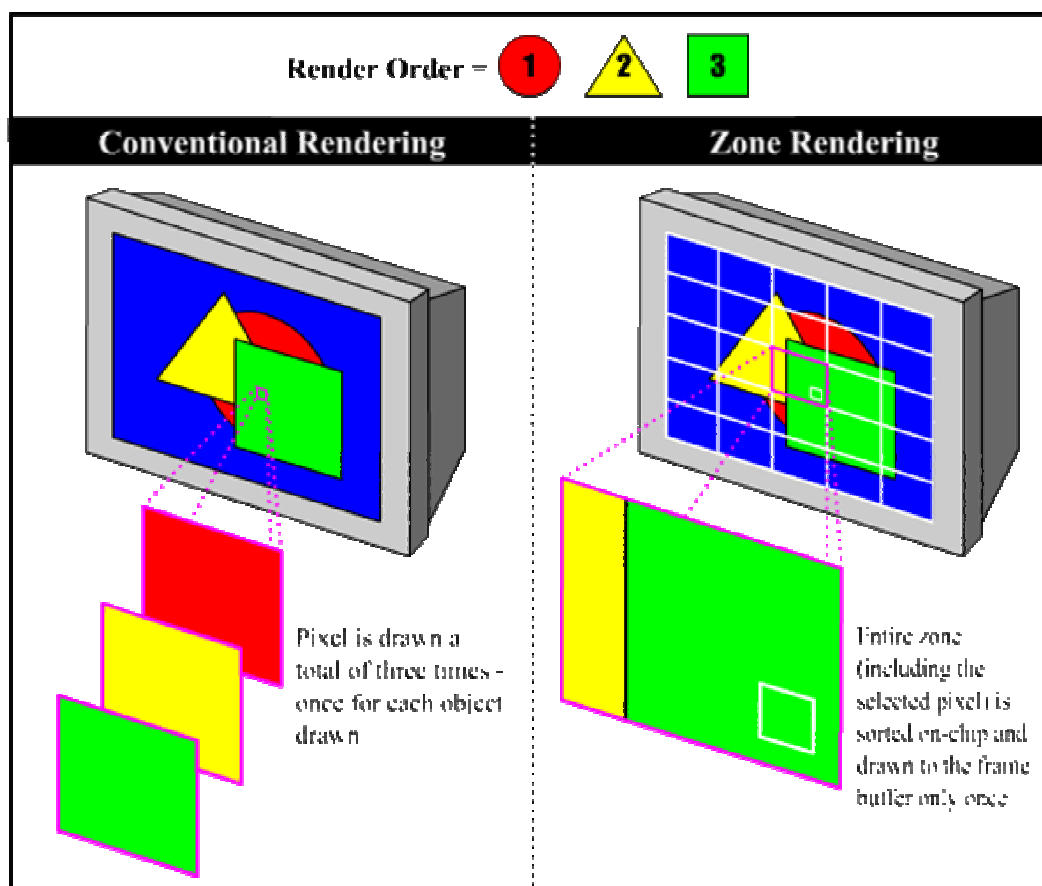 Render Order = 1 2 3
Conventional Rendering
Zone Rendering
Pixel is drawn a
total of three times -
once for each object
drawn
Entire zone
(including the
selected pixel) is
sorted on-chip and
drawn to the frame
buffer only once